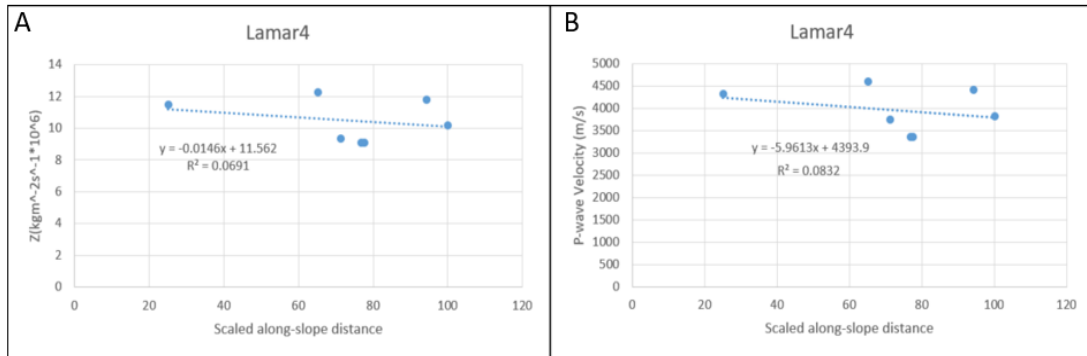 A
Lamar4
Z(kgm^-2s^-1*10^6)
14
12
10
8
6
4
2
0
y = -0.0146x + 11.562
R² = 0.0691
0 20 40 60 80 100 120
Scaled along-slope distance
B
Lamar4
P-wave Velocity (m/s)
5000
4500
4000
3500
3000
2500
2000
1500
1000
500
0
y = -5.9613x + 4393.9
R² = 0.0832
0 20 40 60 80 100 120
Scaled along-slope distance